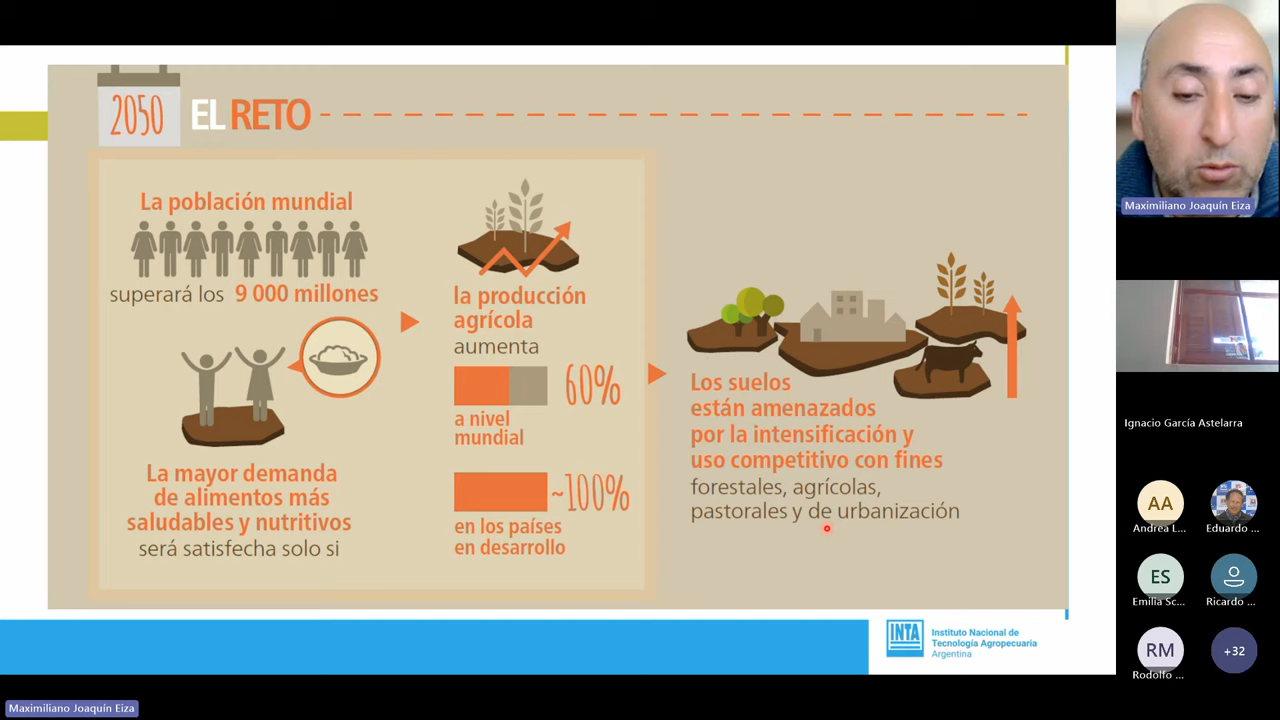 2050
EL RETO
La población mundial
superará los 9 000 millones
La mayor demanda
de alimentos más
saludables y nutritivos
será satisfecha solo si
la producción
agrícola
aumenta
60%
a nivel
mundial
~100%
en los países
en desarrollo
Los suelos
están amenazados
por la intensificación y
uso competitivo con fines
forestales, agrícolas,
pastorales y de urbanización
INTA
Instituto Nacional de
Tecnología Agropecuaria
Argentina
Maximiliano Joaquín Eiza
Ignacio García Astelarra
AA
Andrea L...
Eduardo ...
ES
Emilia Sc...
Ricardo ...
RM
Rodolfo ...
+32
Maximiliano Joaquín Eiza